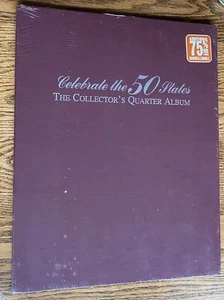 75%
Celebrate the 50 States
THE COLLECTOR'S QUARTER ALBUM